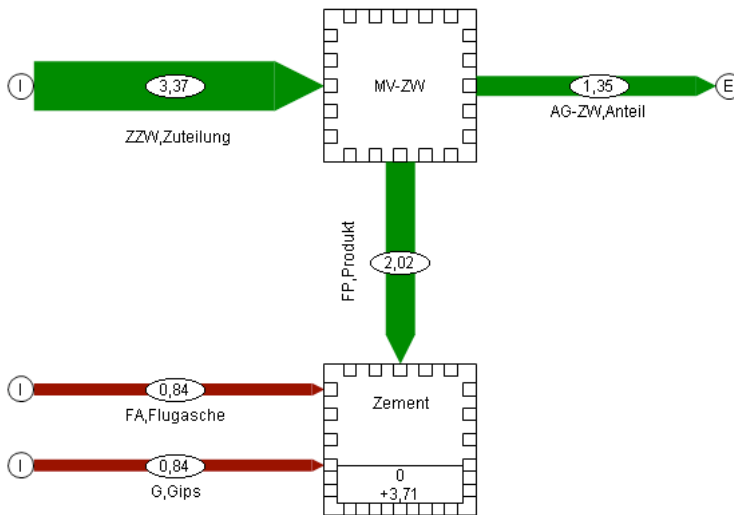 I
3,37
ZZW,Zuteilung
MV-ZW
1,35
AG-ZW,Anteil
E
FP,Produkt
2,02
I
0,84
FA,Flugasche
Zement
I
0,84
G,Gips
0
+3,71